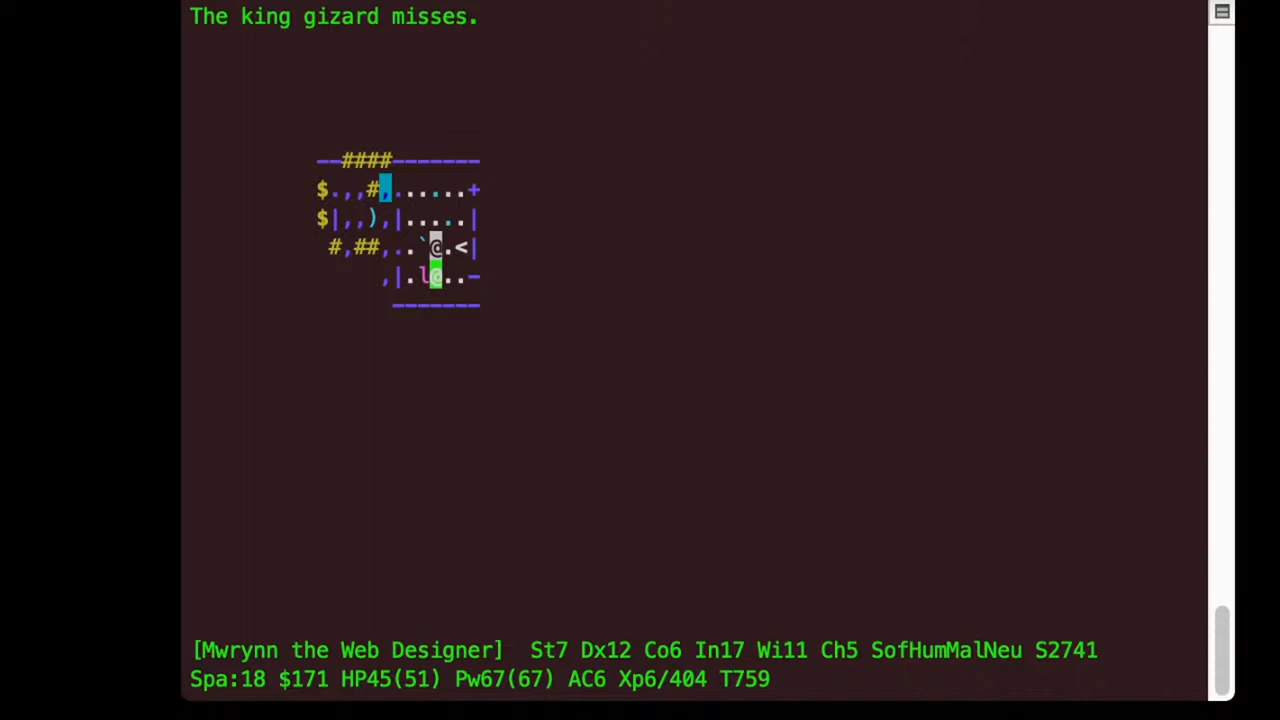 The king gizard misses.
--####-------
$.,,#,......+
$|,,),|.....|
#,##,..`@.<|
,|.l@..-
-------
[Mwrynn the Web Designer] St7 Dx12 Co6 In17 Wi11 Ch5 SofHumMalNeu S2741
Spa:18 $171 HP45(51) Pw67(67) AC6 Xp6/404 T759